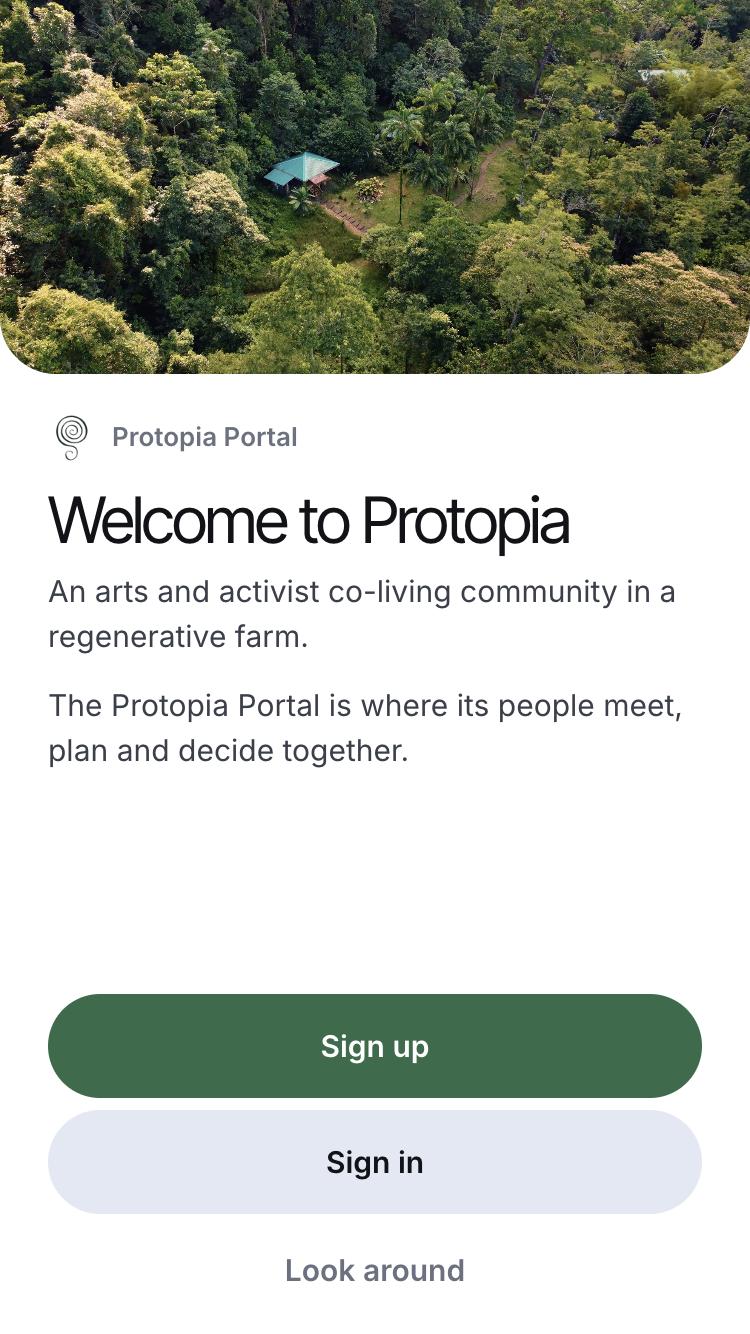 Protopia Portal
Welcome to Protopia
An arts and activist co-living community in a
regenerative farm.
The Protopia Portal is where its people meet,
plan and decide together.
Sign up
Sign in
Look around